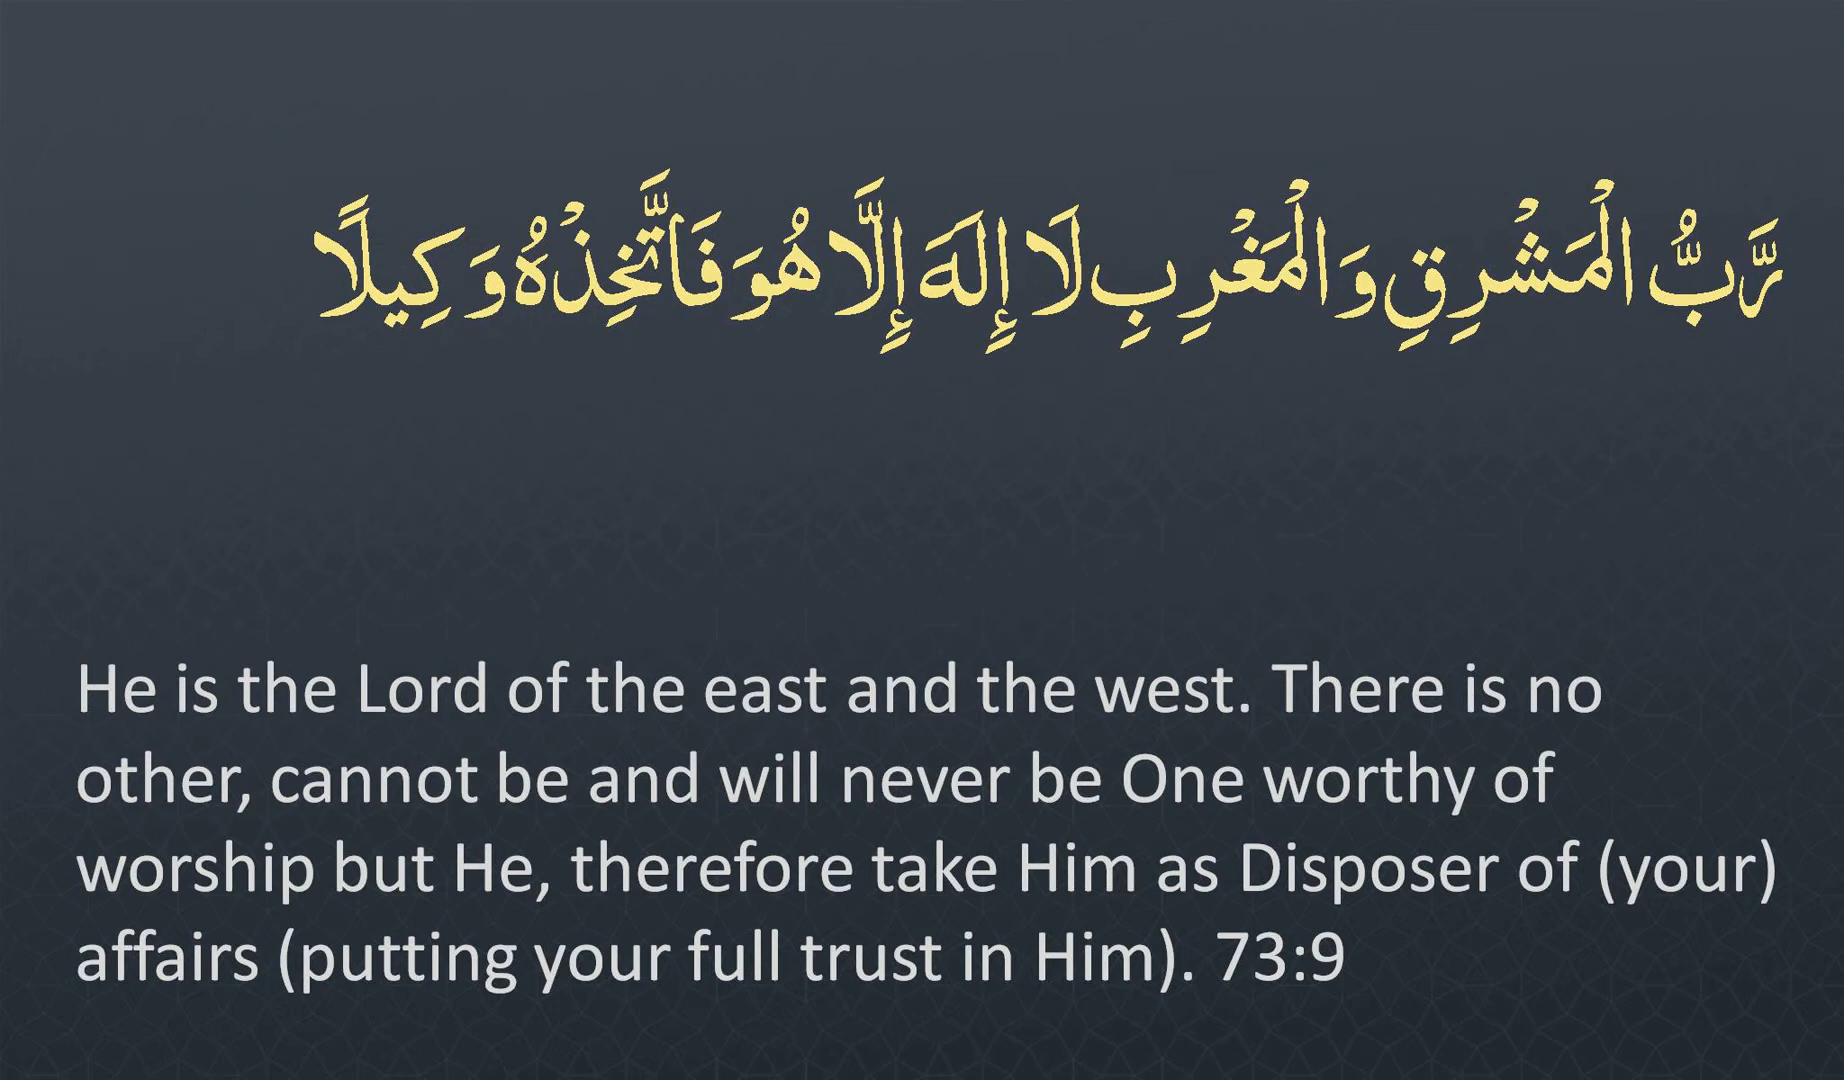 رَّبُّ الْمَشْرِقِ وَالْمَغْرِبِ لَا إِلَهَ إِلَّا هُوَ فَاتَّخِذْهُ وَكِيلًا
He is the Lord of the east and the west. There is no
other, cannot be and will never be One worthy of
worship but He, therefore take Him as Disposer of (your)
affairs (putting your full trust in Him). 73:9